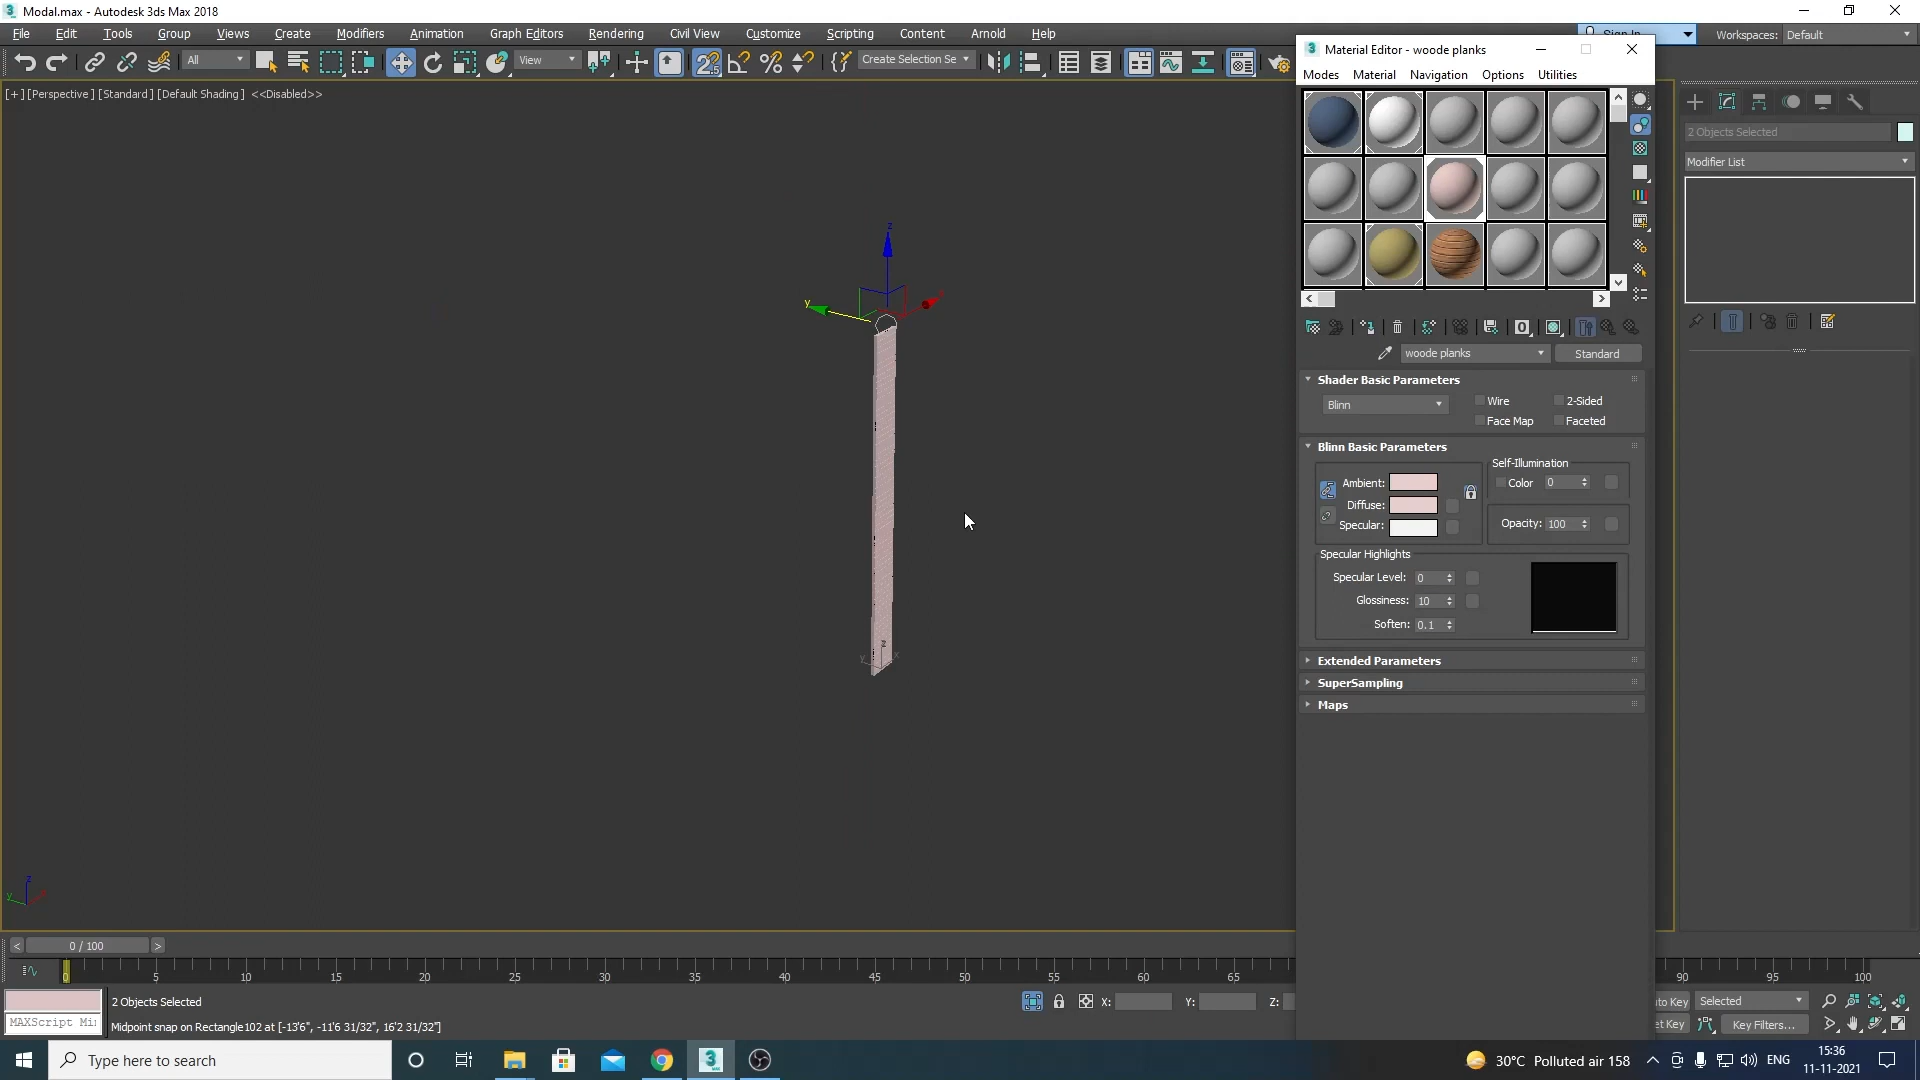 Modal.max - Autodesk 3ds Max 2018
File Edit Tools Group Views Create Modifiers Animation Graph Editors Rendering Civil View Customize Scripting Content Arnold Help
Workspaces: Default
All View Create Selection Se
[+] [Perspective ] [Standard ] [Default Shading ] <<Disabled>>
Material Editor - woode planks
Modes Material Navigation Options Utilities
woode planks Standard
Shader Basic Parameters
Blinn Wire 2-Sided
Face Map Faceted
Blinn Basic Parameters
Self-Illumination
Ambient: Color 0
Diffuse:
Specular: Opacity: 100
Specular Highlights
Specular Level: 0
Glossiness: 10
Soften: 0.1
Extended Parameters
SuperSampling
Maps
2 Objects Selected
Modifier List
z
y
x
z
y x
z
y
0 / 100
0 5 10 15 20 25 30 35 40 45 50 55 60 65 90 95 100
2 Objects Selected X: Y: Z: uto Key Selected
MAXScript Mi Midpoint snap on Rectangle102 at [-13'6", -11'6 31/32", 16'2 31/32"] et Key Key Filters...
Type here to search
30°C Polluted air 158 ENG
15:36
11-11-2021